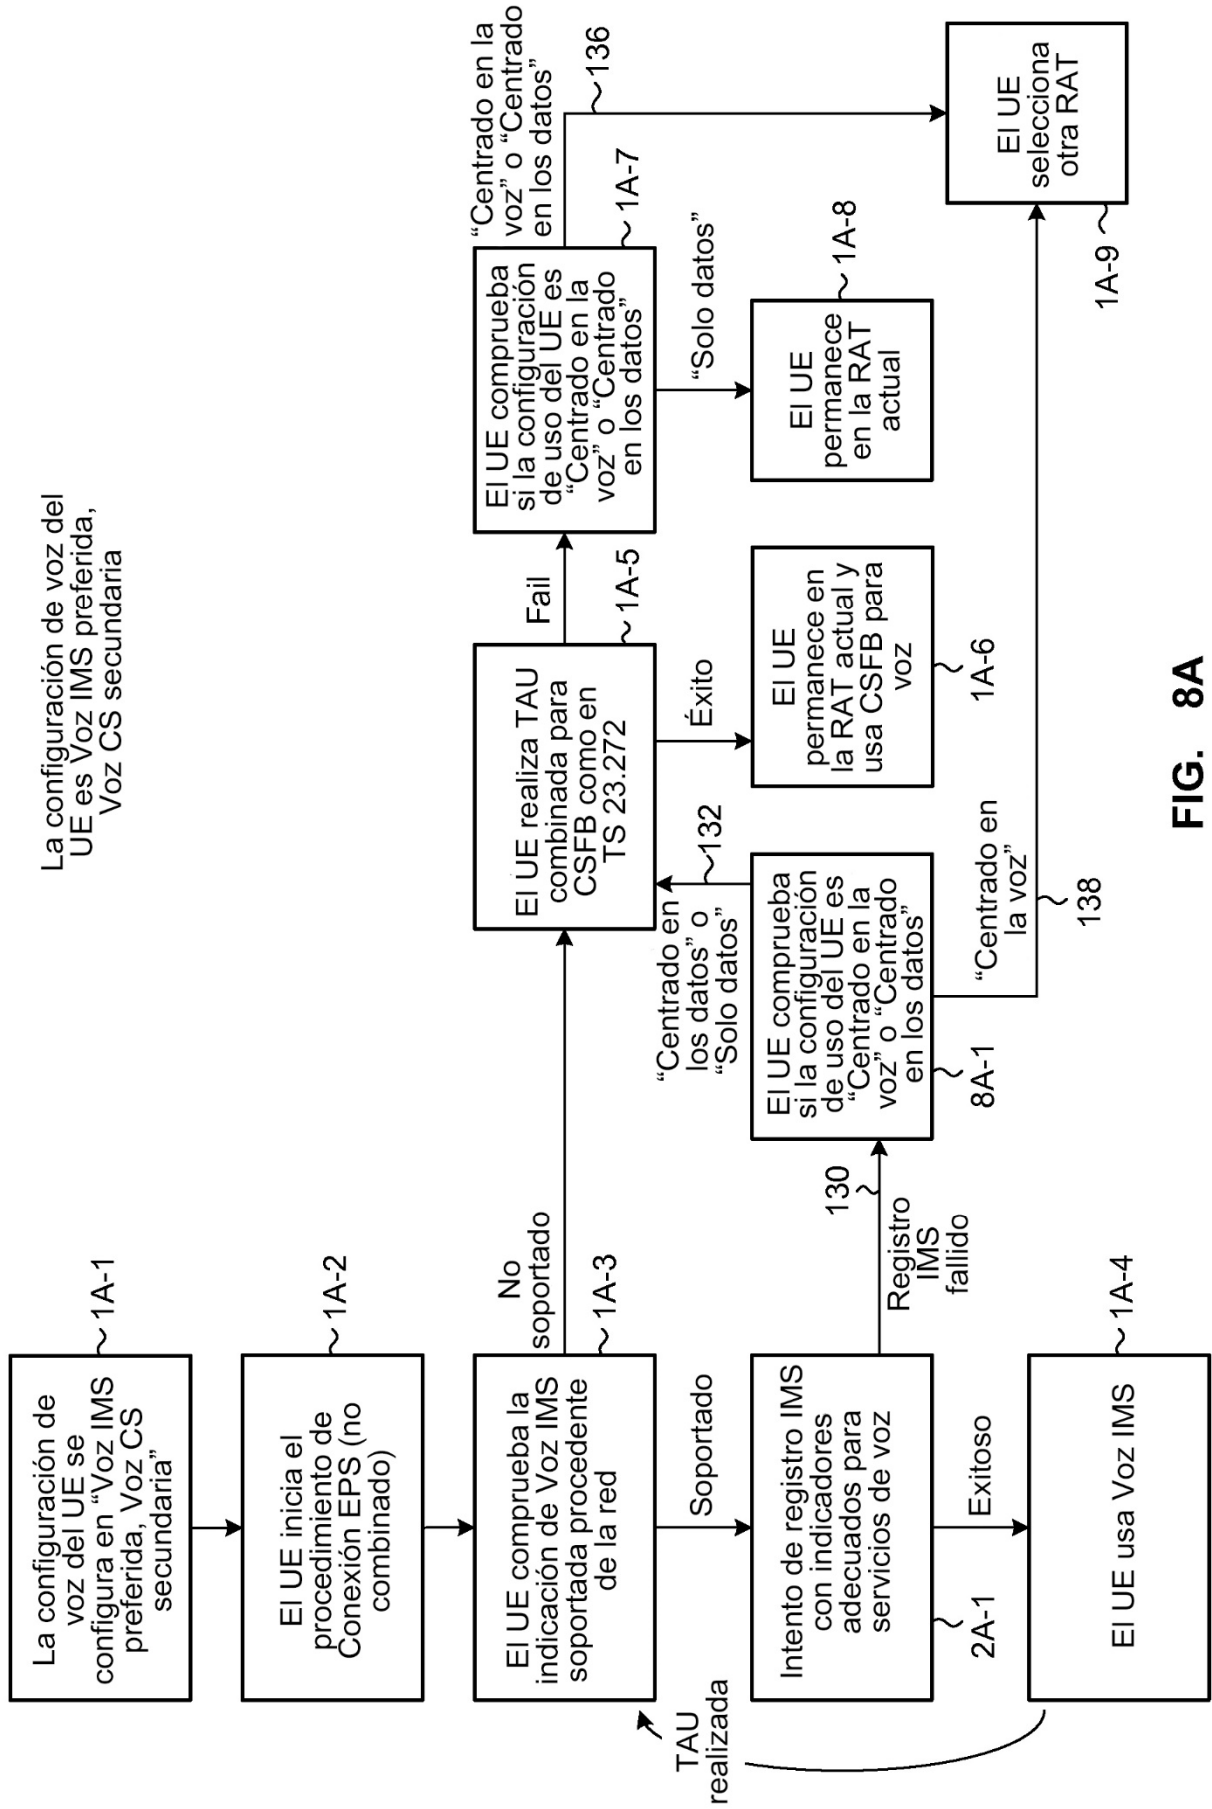 La configuración de voz del
UE es Voz IMS preferida,
Voz CS secundaria
La configuración de
voz del UE se
configura en “Voz IMS
preferida, Voz CS
secundaria”
1A-1
El UE inicia el
procedimiento de
Conexión EPS (no
combinado)
1A-2
El UE comprueba la
indicación de Voz IMS
soportada procedente
de la red
1A-3
No
soportado
Soportado
Intento de registro IMS
con indicadores
adecuados para
servicios de voz
2A-1
Registro
IMS
fallido
130
Exitoso
El UE usa Voz IMS
1A-4
TAU
realizada
El UE realiza TAU
combinada para
CSFB como en
TS 23.272
1A-5
Fail
Éxito
El UE
permanece en
la RAT actual y
usa CSFB para
voz
1A-6
“Centrado en
los datos” o
“Solo datos”
132
El UE comprueba
si la configuración
de uso del UE es
“Centrado en la
voz” o “Centrado
en los datos”
8A-1
“Centrado en
la voz”
138
El UE comprueba
si la configuración
de uso del UE es
“Centrado en la
voz” o “Centrado
en los datos”
1A-7
“Centrado en la
voz” o “Centrado
en los datos”
136
“Solo datos”
El UE
permanece
en la RAT
actual
1A-8
El UE
selecciona
otra RAT
1A-9
FIG. 8A